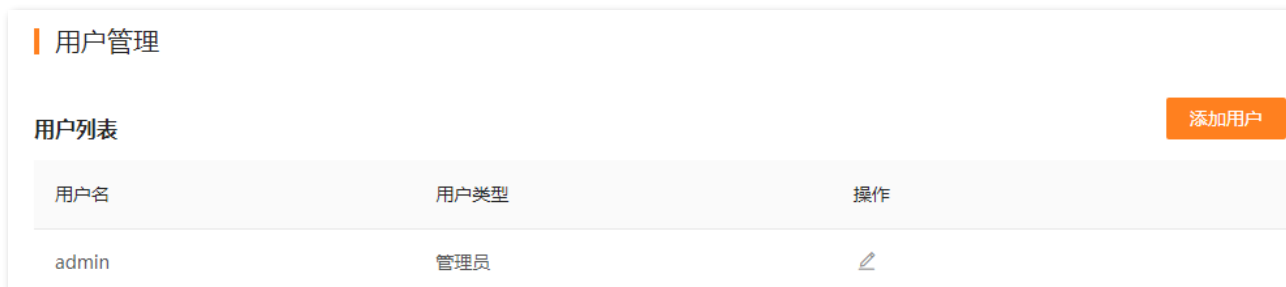 用户管理
用户列表
添加用户
用户名 用户类型 操作
admin 管理员